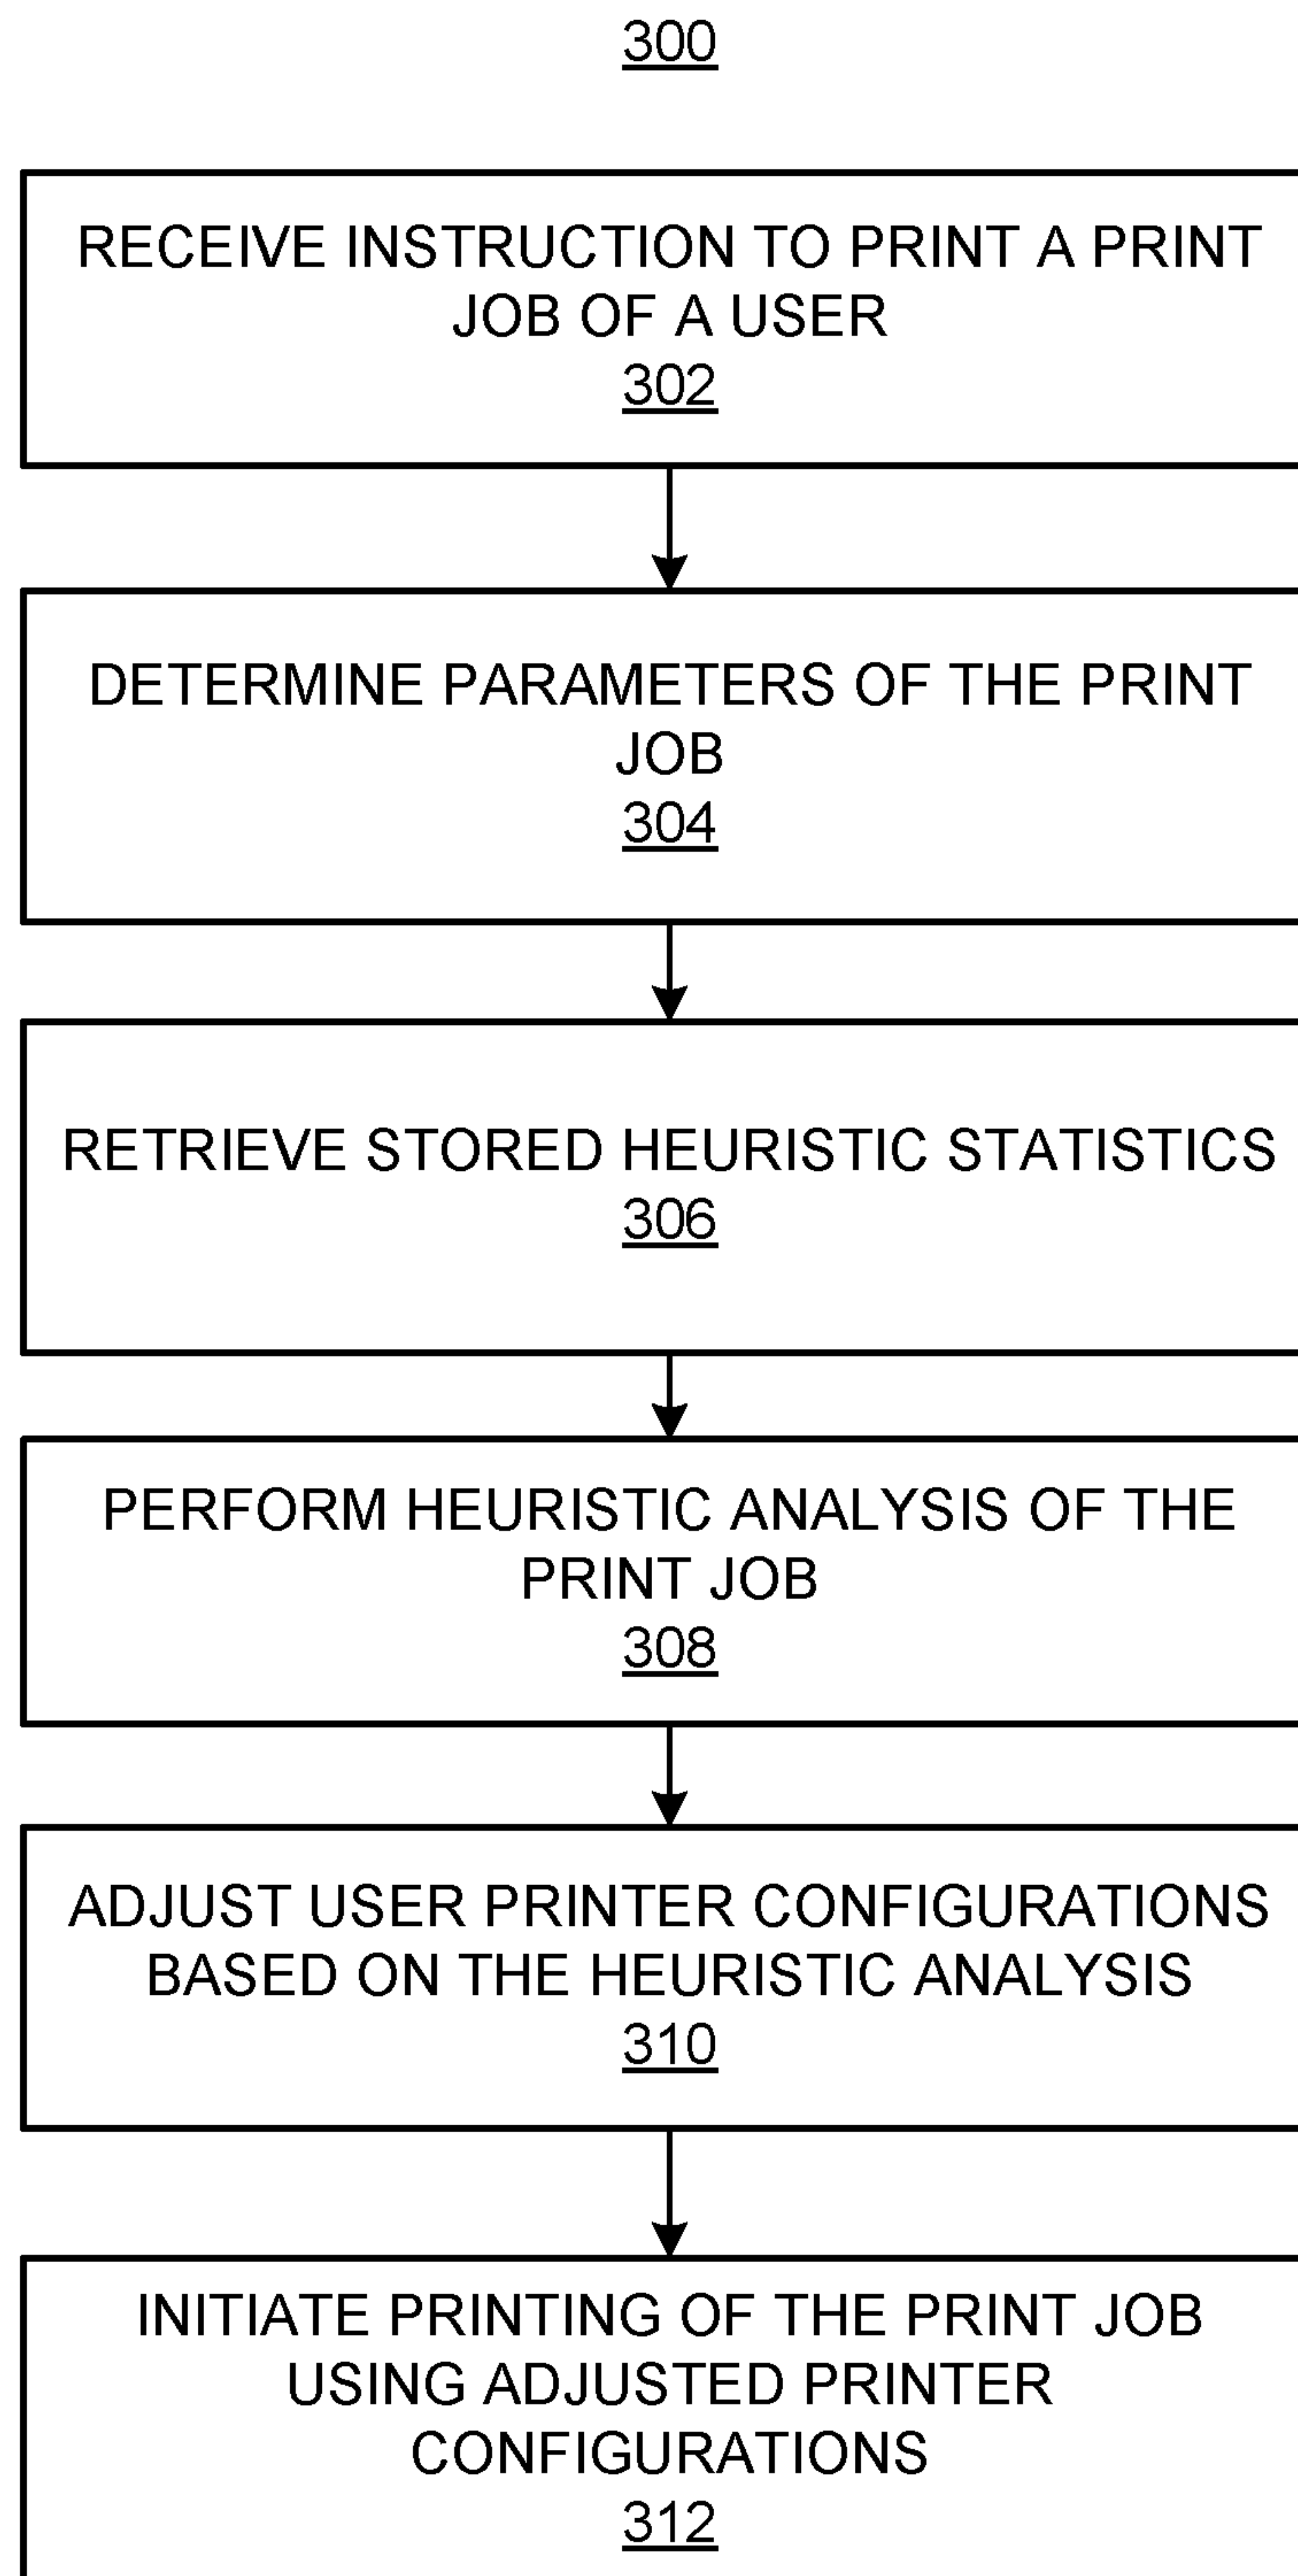 300
RECEIVE INSTRUCTION TO PRINT A PRINT
JOB OF A USER
302
DETERMINE PARAMETERS OF THE PRINT
JOB
304
RETRIEVE STORED HEURISTIC STATISTICS
306
PERFORM HEURISTIC ANALYSIS OF THE
PRINT JOB
308
ADJUST USER PRINTER CONFIGURATIONS
BASED ON THE HEURISTIC ANALYSIS
310
INITIATE PRINTING OF THE PRINT JOB
USING ADJUSTED PRINTER
CONFIGURATIONS
312